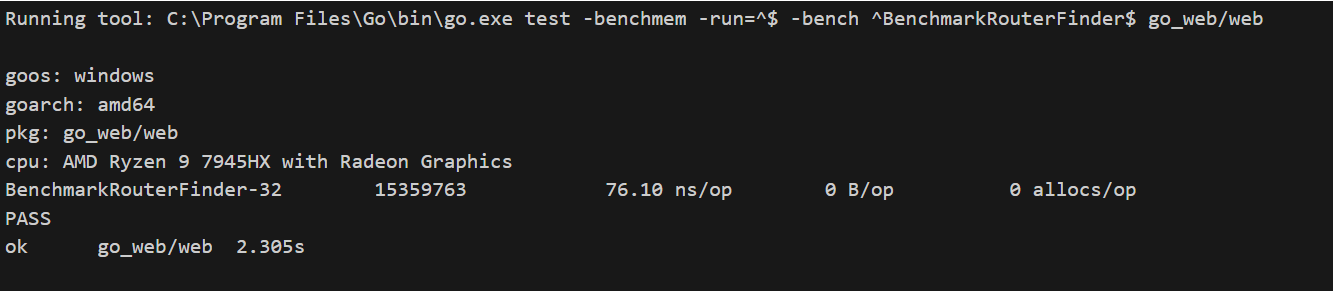 Running tool: C:\Program Files\Go\bin\go.exe test -benchmem -run=^$ -bench ^BenchmarkRouterFinder$ go_web/web
goos: windows
goarch: amd64
pkg: go_web/web
cpu: AMD Ryzen 9 7945HX with Radeon Graphics
BenchmarkRouterFinder-32 15359763 76.10 ns/op 0 B/op 0 allocs/op
PASS
ok go_web/web 2.305s